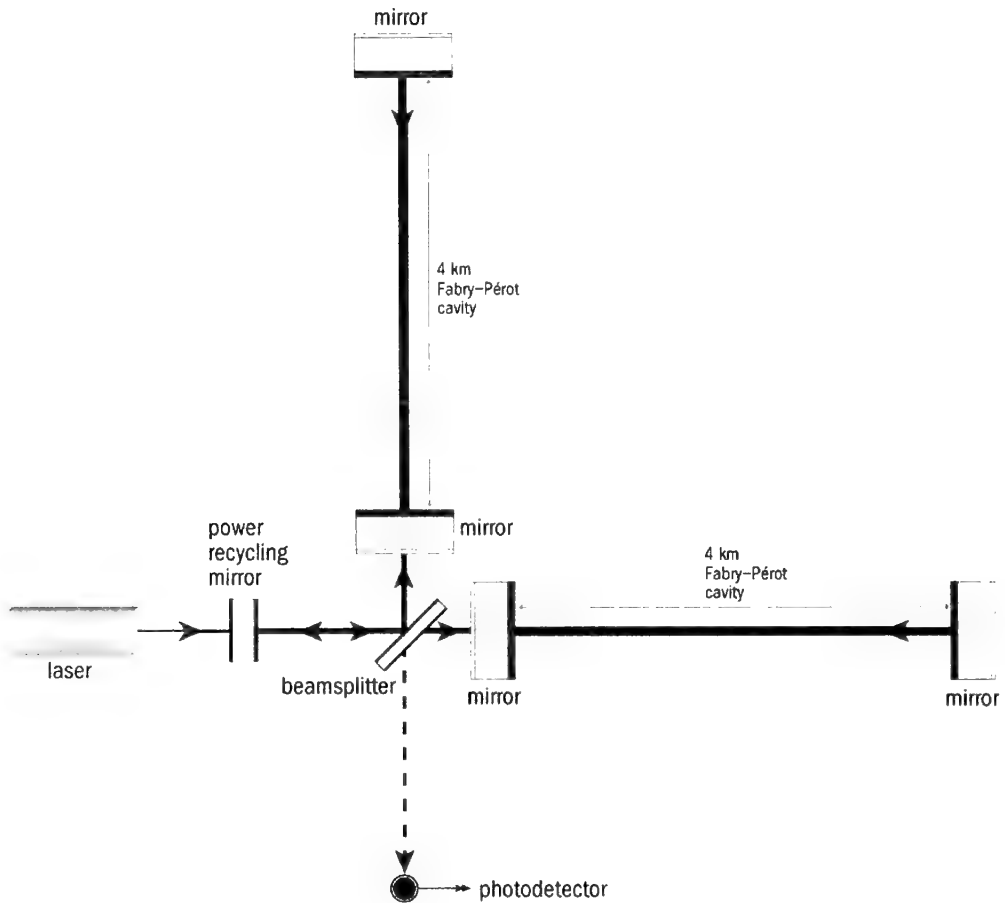 mirror
4 km
Fabry–Pérot
cavity
mirror
power
recycling
mirror
4 km
Fabry–Pérot
cavity
laser
beamsplitter
mirror
mirror
photodetector